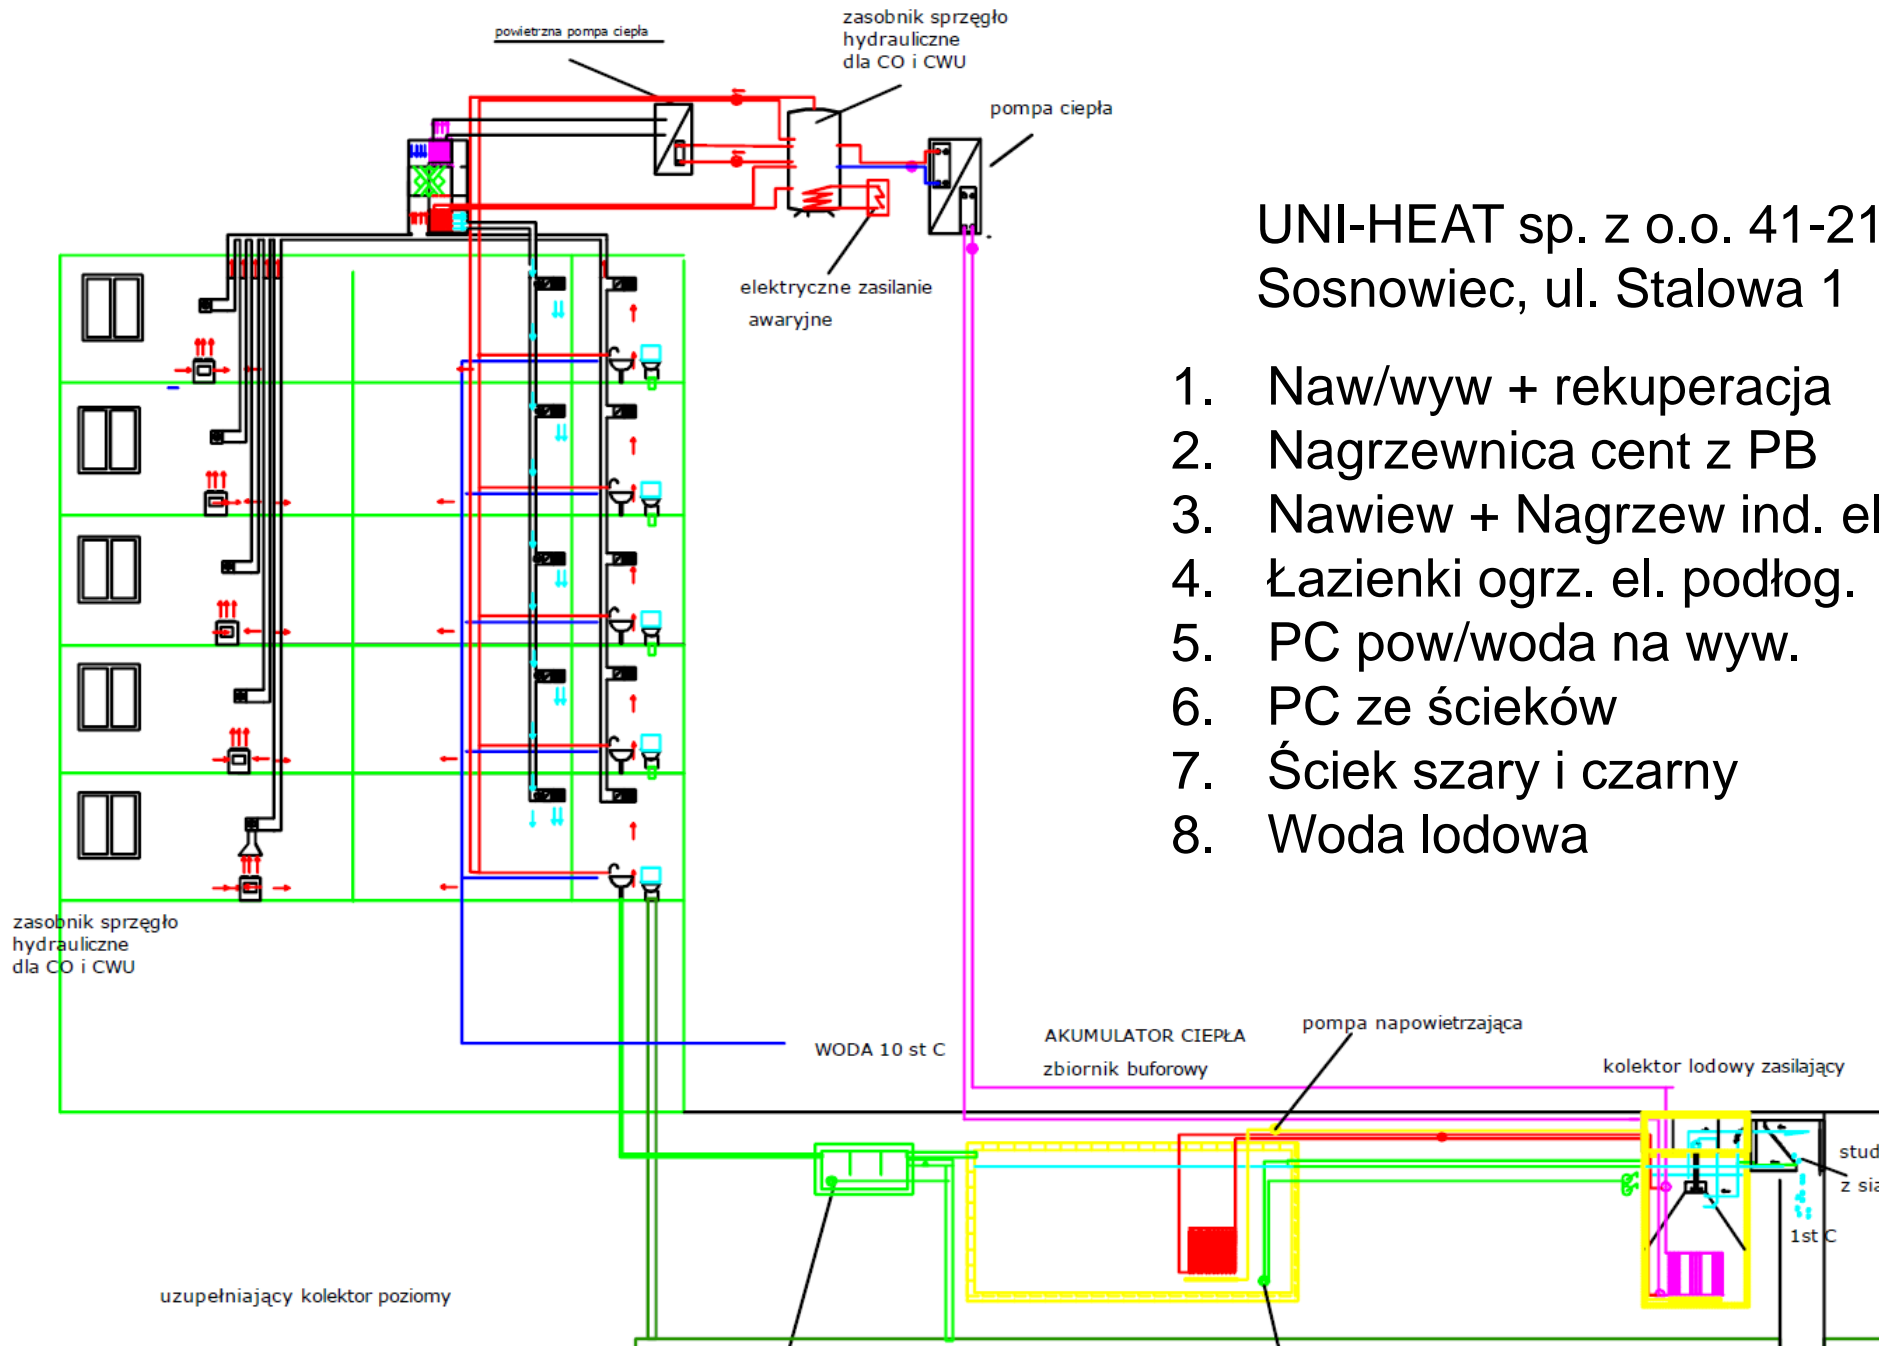 powietrzna pompa ciepła
zasobnik sprzęgło
hydrauliczne
dla CO i CWU
pompa ciepła
elektryczne zasilanie
awaryjne
UNI-HEAT sp. z o.o. 41-21
Sosnowiec, ul. Stalowa 1
1. Naw/wyw + rekuperacja
2. Nagrzewnica cent z PB
3. Nawiew + Nagrzew ind. el
4. Łazienki ogrz. el. podłog.
5. PC pow/woda na wyw.
6. PC ze ścieków
7. Ściek szary i czarny
8. Woda lodowa
zasobnik sprzęgło
hydrauliczne
dla CO i CWU
WODA 10 st C
AKUMULATOR CIEPŁA
zbiornik buforowy
pompa napowietrzająca
kolektor lodowy zasilający
stud
z sia
1st C
uzupełniający kolektor poziomy